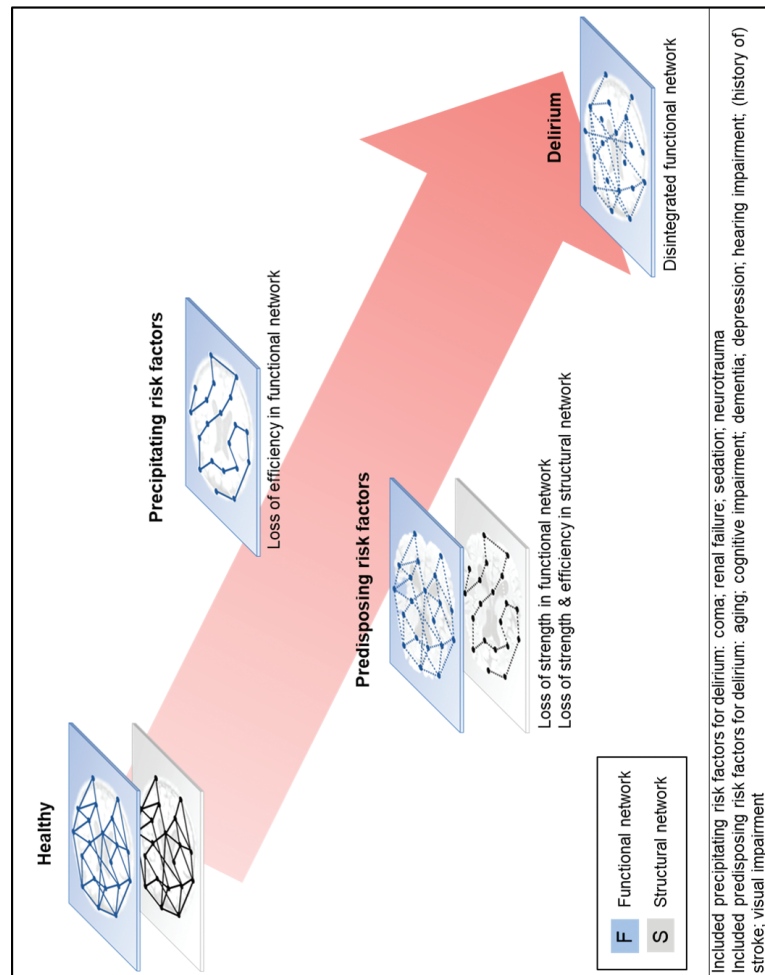 Healthy
Precipitating risk factors
Loss of efficiency in functional network
Predisposing risk factors
Loss of strength in functional network
Loss of strength & efficiency in structural network
Delirium
Disintegrated functional network
F Functional network
S Structural network
Included precipitating risk factors for delirium: coma; renal failure; sedation; neurotrauma
Included predisposing risk factors for delirium: aging; cognitive impairment; dementia; depression; hearing impairment; (history of)
stroke; visual impairment